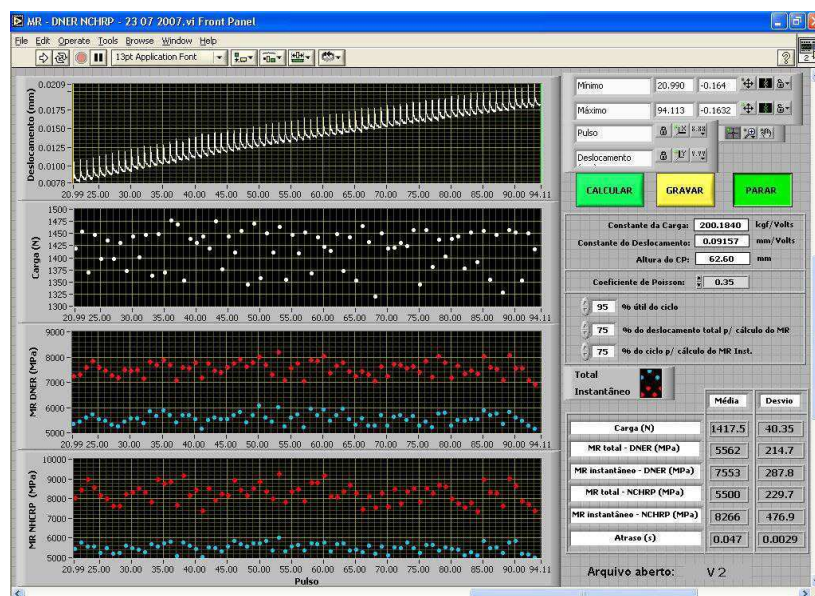 MR - DNER NCHRP - 23 07 2007.vi Front Panel
File Edit Operate Tools Browse Window Help
13pt Application Font
2
Deslocamento (mm)
0.0209
0.0175
0.0150
0.0125
0.0100
0.0078
20.99 25.00 30.00 35.00 40.00 45.00 50.00 55.00 60.00 65.00 70.00 75.00 80.00 85.00 90.00 94.11
Carga (N)
1500
1475
1450
1425
1400
1375
1350
1325
1300
20.99 25.00 30.00 35.00 40.00 45.00 50.00 55.00 60.00 65.00 70.00 75.00 80.00 85.00 90.00 94.11
MR DNER (MPa)
9000
8000
7000
6000
5000
20.99 25.00 30.00 35.00 40.00 45.00 50.00 55.00 60.00 65.00 70.00 75.00 80.00 85.00 90.00 94.11
MR NHCRP (MPa)
10000
9000
8000
7000
6000
5000
20.99 25.00 30.00 35.00 40.00 45.00 50.00 55.00 60.00 65.00 70.00 75.00 80.00 85.00 90.00 94.11
Pulso
Mínimo 20.990 -0.164
Máximo 94.113 -0.1632
Pulso
Deslocamento
CALCULAR GRAVAR PARAR
Constante da Carga: 200.1840 kgf/Volts
Constante do Deslocamento: 0.09157 mm/Volts
Altura do CP: 62.60 mm
Coeficiente de Poisson: 0.35
95 % útil do ciclo
75 % do deslocamento total p/ cálculo do MR
75 % do ciclo p/ cálculo do MR Inst.
Total
Instantâneo
Média Desvio
Carga (N) 1417.5 40.35
MR total - DNER (MPa) 5562 214.7
MR instantâneo - DNER (MPa) 7553 287.8
MR total - NCHRP (MPa) 5500 229.7
MR instantâneo - NCHRP (MPa) 8266 476.9
Atraso (s) 0.047 0.0029
Arquivo aberto: V2